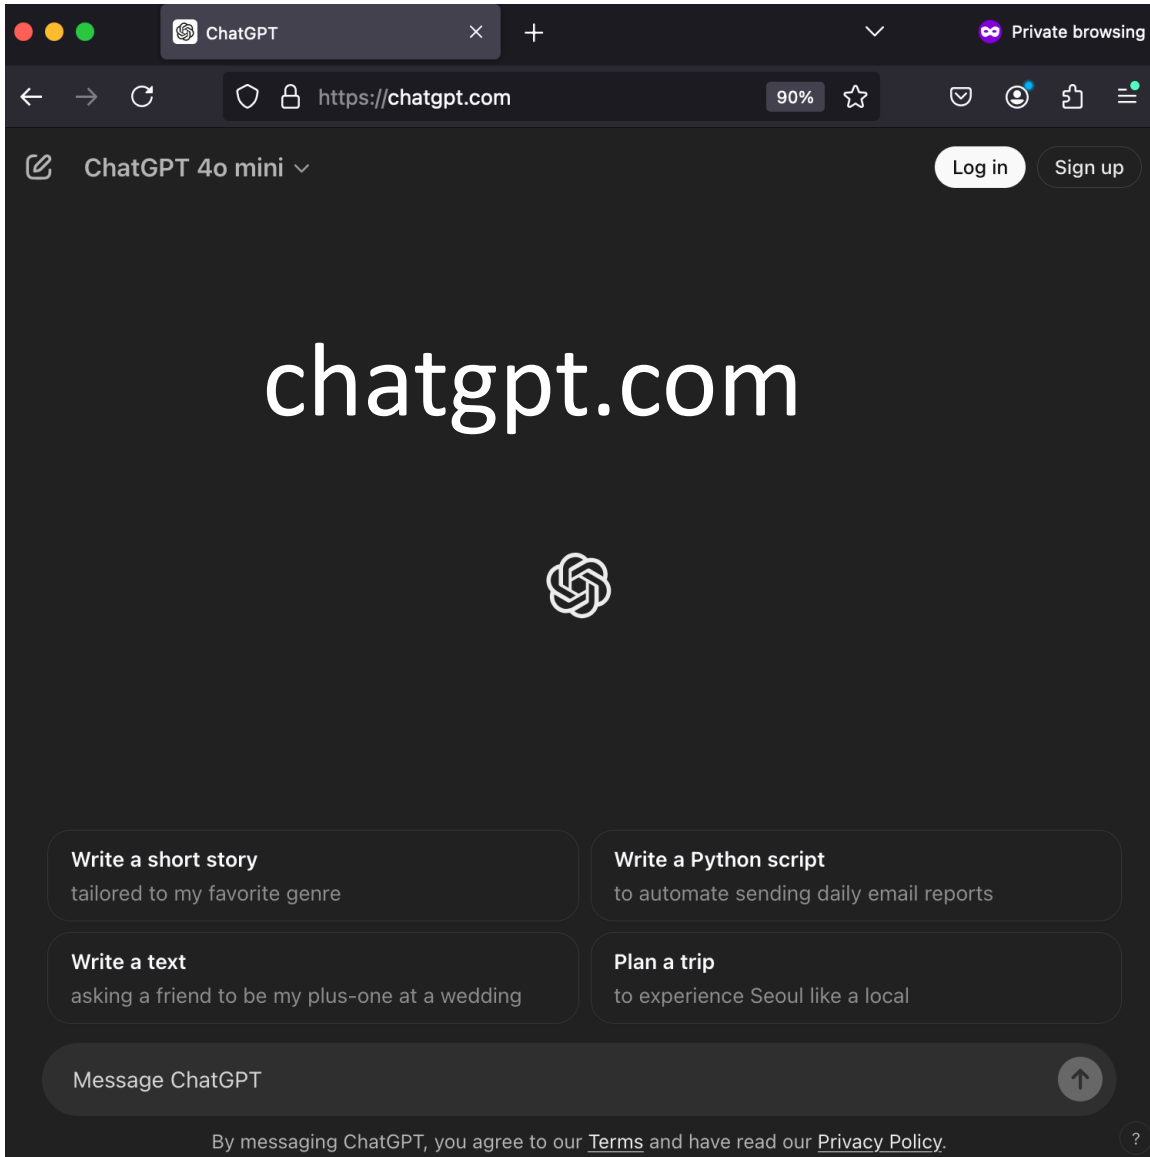 ChatGPT
Private browsing
https://chatgpt.com
90%
ChatGPT 4o mini
Log in
Sign up
chatgpt.com
Write a short story
tailored to my favorite genre
Write a Python script
to automate sending daily email reports
Write a text
asking a friend to be my plus-one at a wedding
Plan a trip
to experience Seoul like a local
Message ChatGPT
By messaging ChatGPT, you agree to our Terms and have read our Privacy Policy.
?